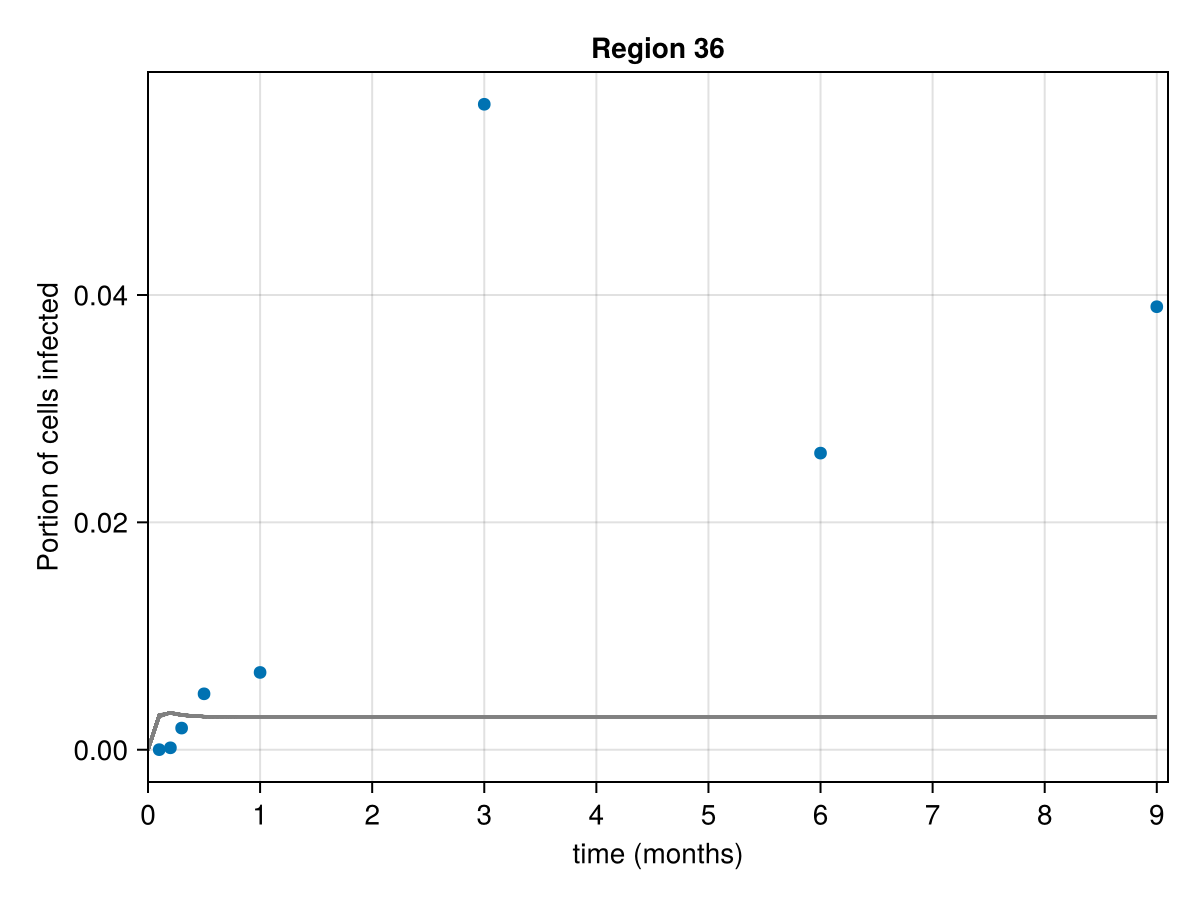 Region 36
Portion of cells infected
0.04
0.02
0.00
0 1 2 3 4 5 6 7 8 9
time (months)